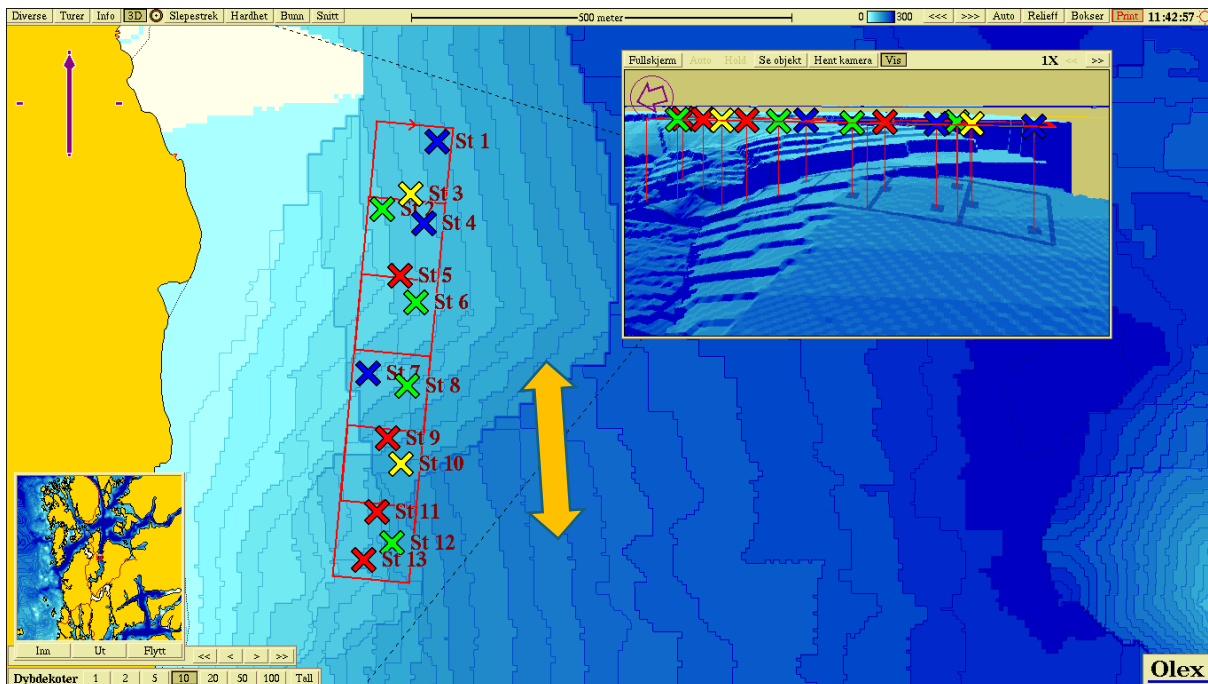 Diverse Turer Info 3D Slepestrek Hardhet Bunn Snitt 500 meter 0 300 <<< >>> Auto Relieff Bokser Print 11:42:57
Fullskjerm Auto Hold Se objekt Hent kamera Vis 1X << >>
St 1
St 3
St 2
St 4
St 5
St 6
St 7
St 8
St 9
St 10
St 11
St 12
St 13
Inn Ut Flytt << < > >>
Dybdekoter 1 2 5 10 20 50 100 Tall
Olex